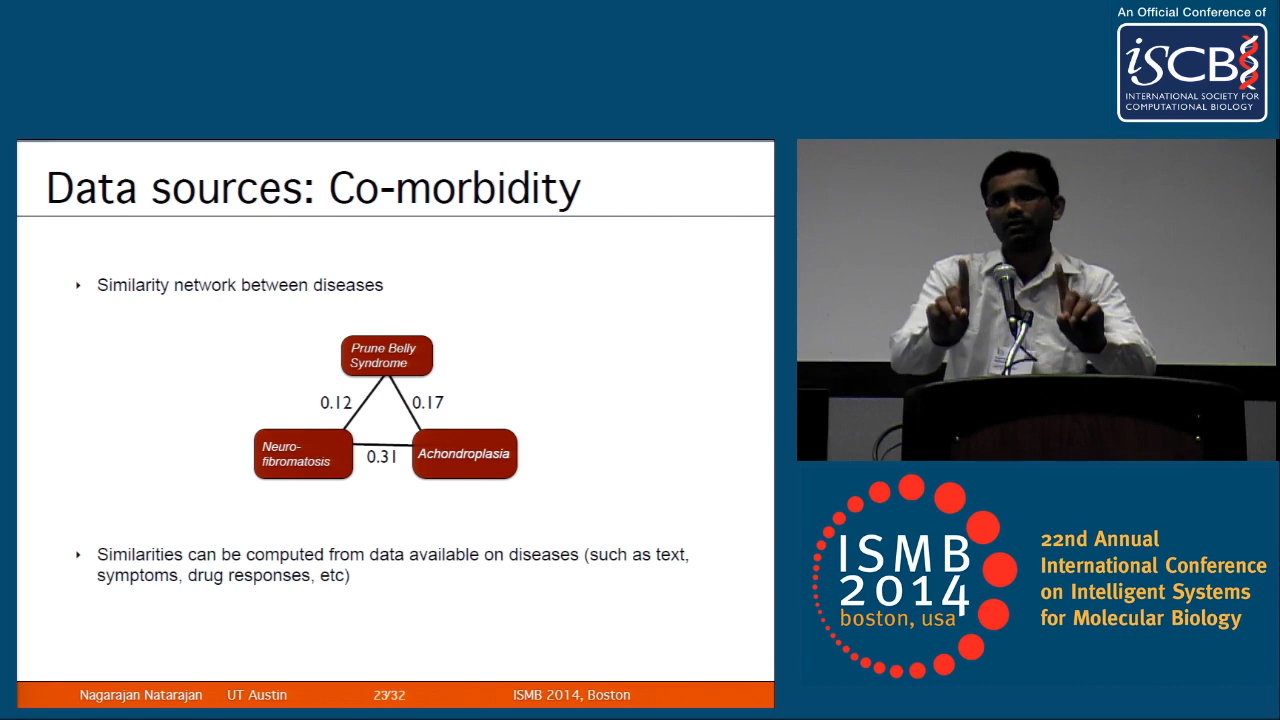 An Official Conference of
iSCB
INTERNATIONAL SOCIETY FOR
COMPUTATIONAL BIOLOGY
Data sources: Co-morbidity
‣ Similarity network between diseases
Prune Belly
Syndrome
0.12
0.17
Neuro-
fibromatosis
Achondroplasia
0.31
‣ Similarities can be computed from data available on diseases (such as text,
symptoms, drug responses, etc)
Nagarajan Natarajan UT Austin 23/32 ISMB 2014, Boston
ISMB
2014
boston, usa
22nd Annual
International Conference
on Intelligent Systems
for Molecular Biology